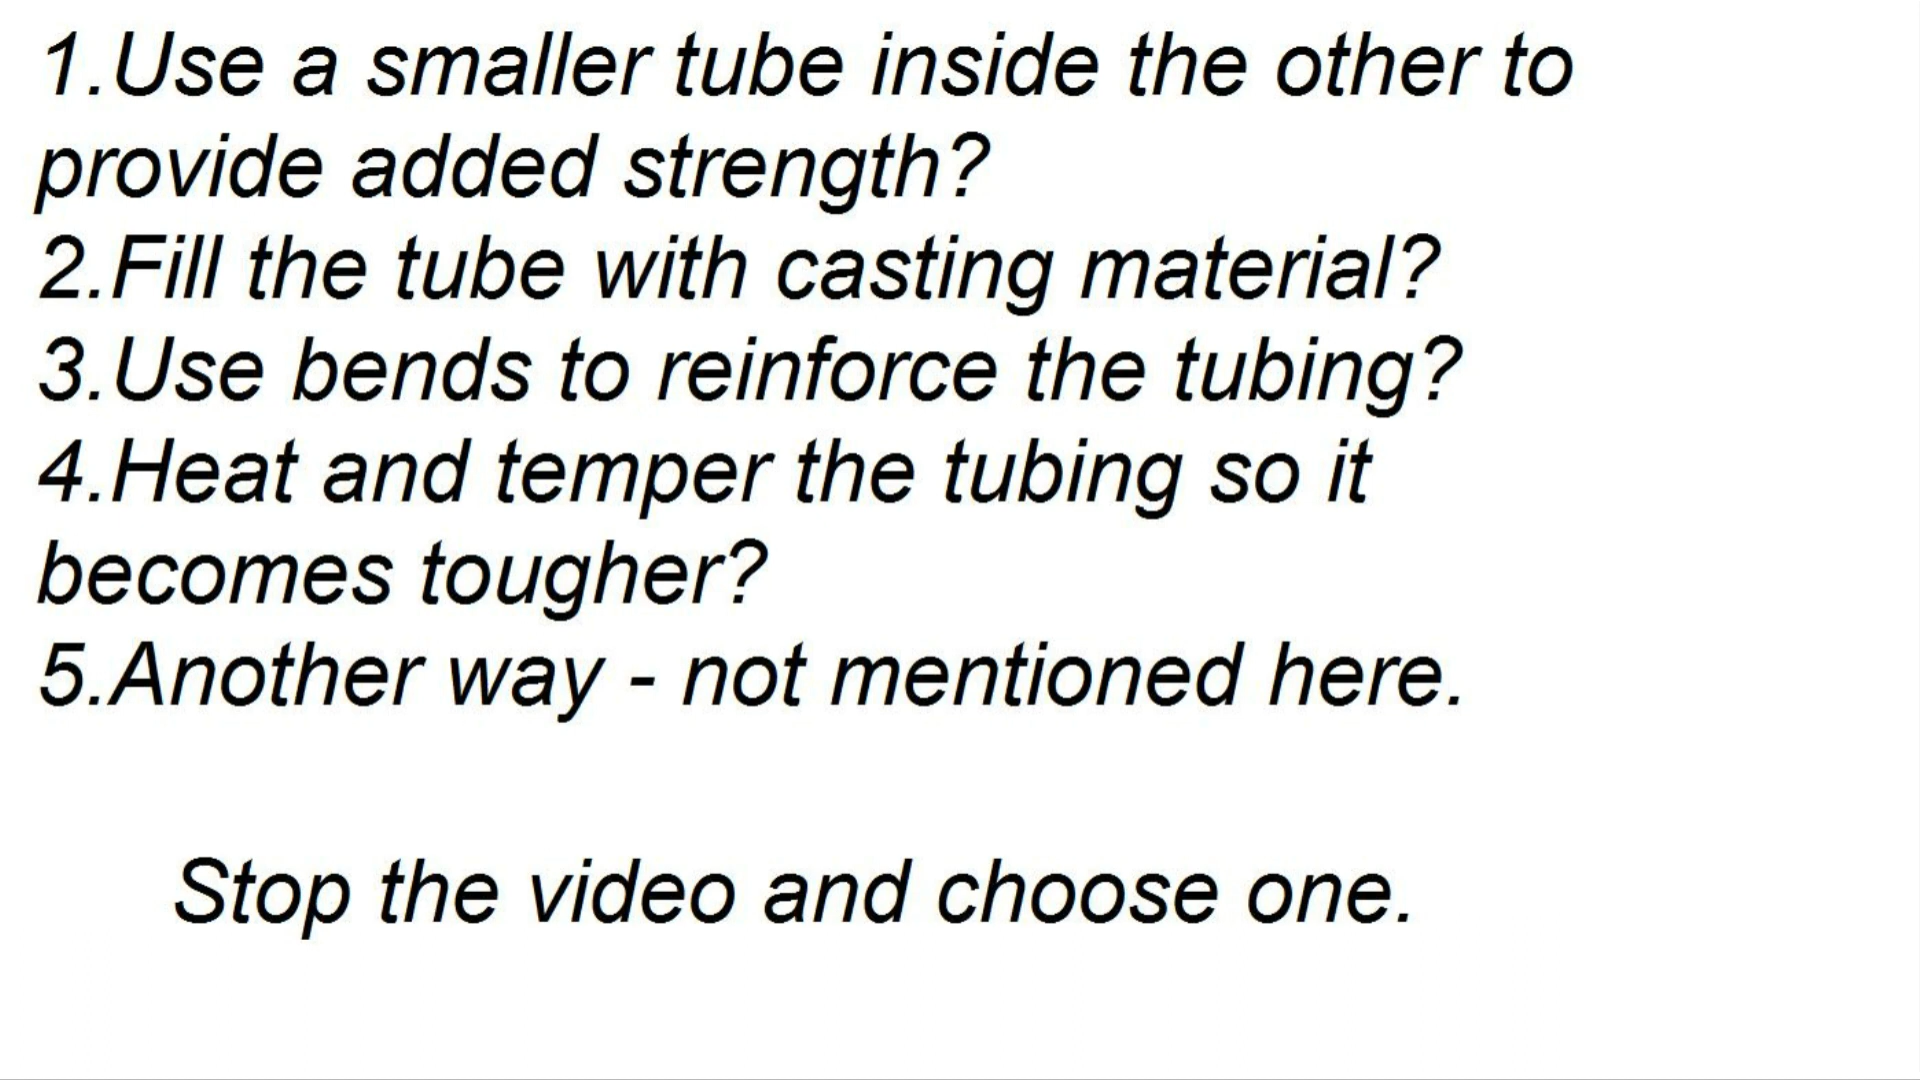 1.Use a smaller tube inside the other to
provide added strength?
2.Fill the tube with casting material?
3.Use bends to reinforce the tubing?
4.Heat and temper the tubing so it
becomes tougher?
5.Another way - not mentioned here.
Stop the video and choose one.